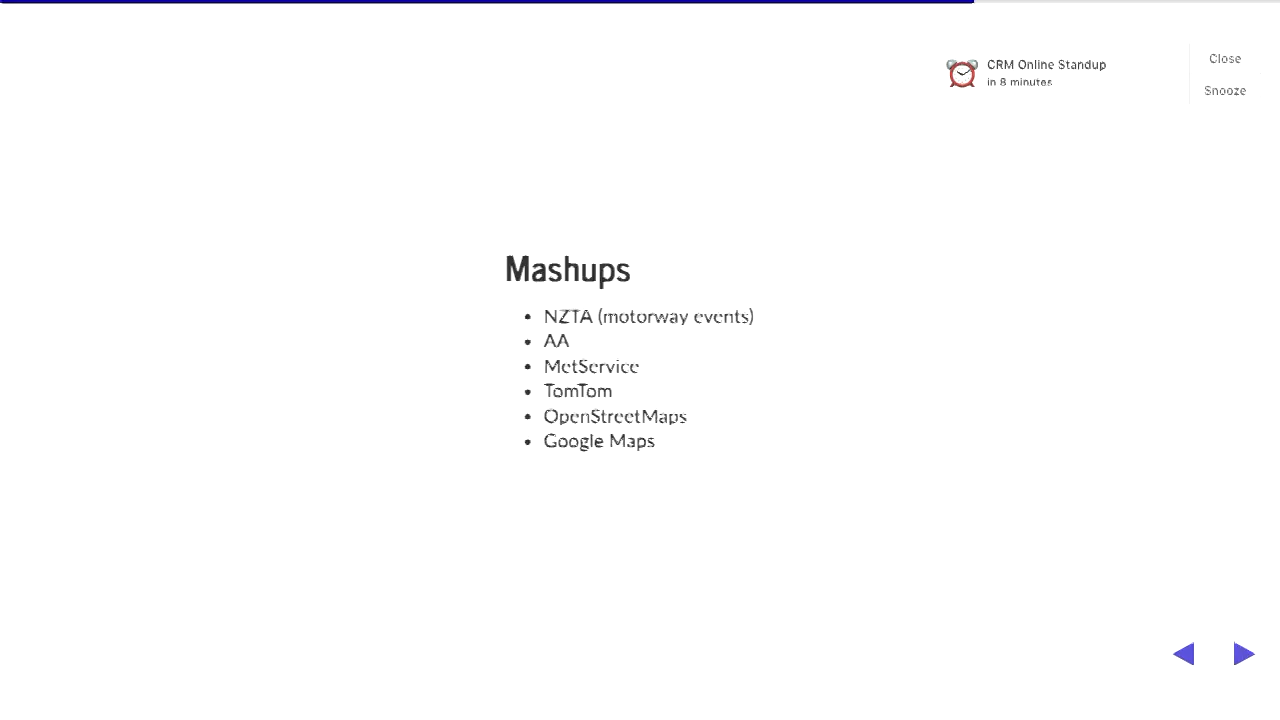 CRM Online Standup
in 8 minutes
Close
Snooze
Mashups
• NZTA (motorway events)
• AA
• MetService
• TomTom
• OpenStreetMaps
• Google Maps